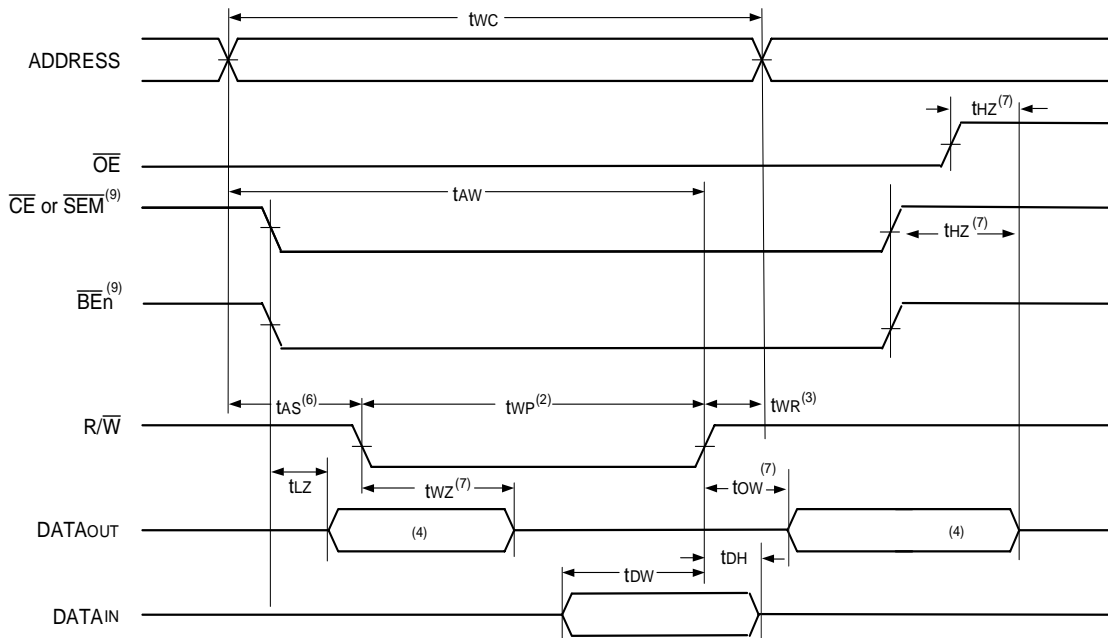 tWC
ADDRESS
tHZ(7)
OE
tAW
CE or SEM(9)
tHZ(7)
BEn(9)
tAS(6)
tWP(2)
tWR(3)
R/W
tLZ
tWZ(7)
tOW(7)
DATAOUT
(4)
(4)
tDH
tDW
DATAIN